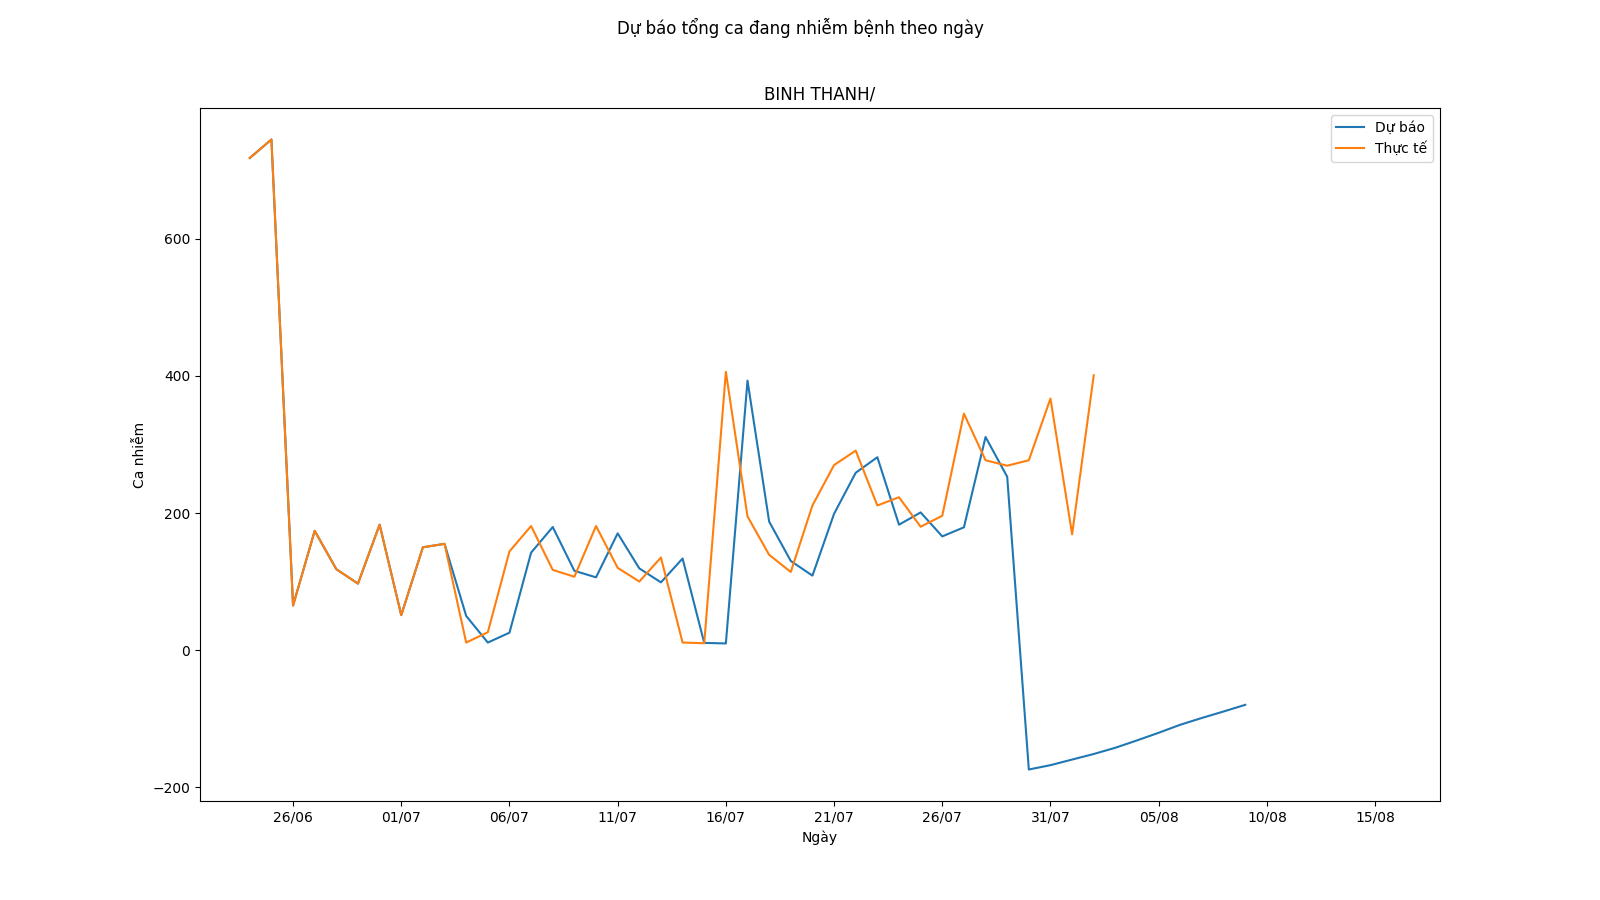 Dự báo tổng ca đang nhiễm bệnh theo ngày
BINH THANH/
Dự báo
Thực tế
Ca nhiễm
600
400
200
0
−200
26/06
01/07
06/07
11/07
16/07
21/07
26/07
31/07
05/08
10/08
15/08
Ngày